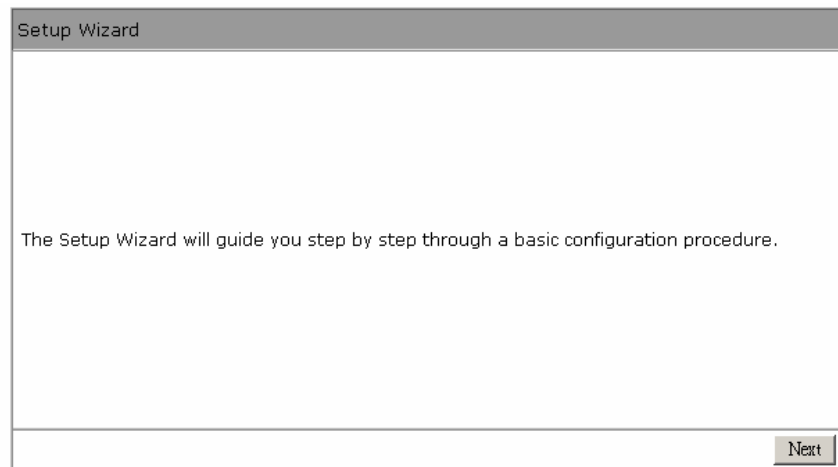 Setup Wizard
The Setup Wizard will guide you step by step through a basic configuration procedure.
Next